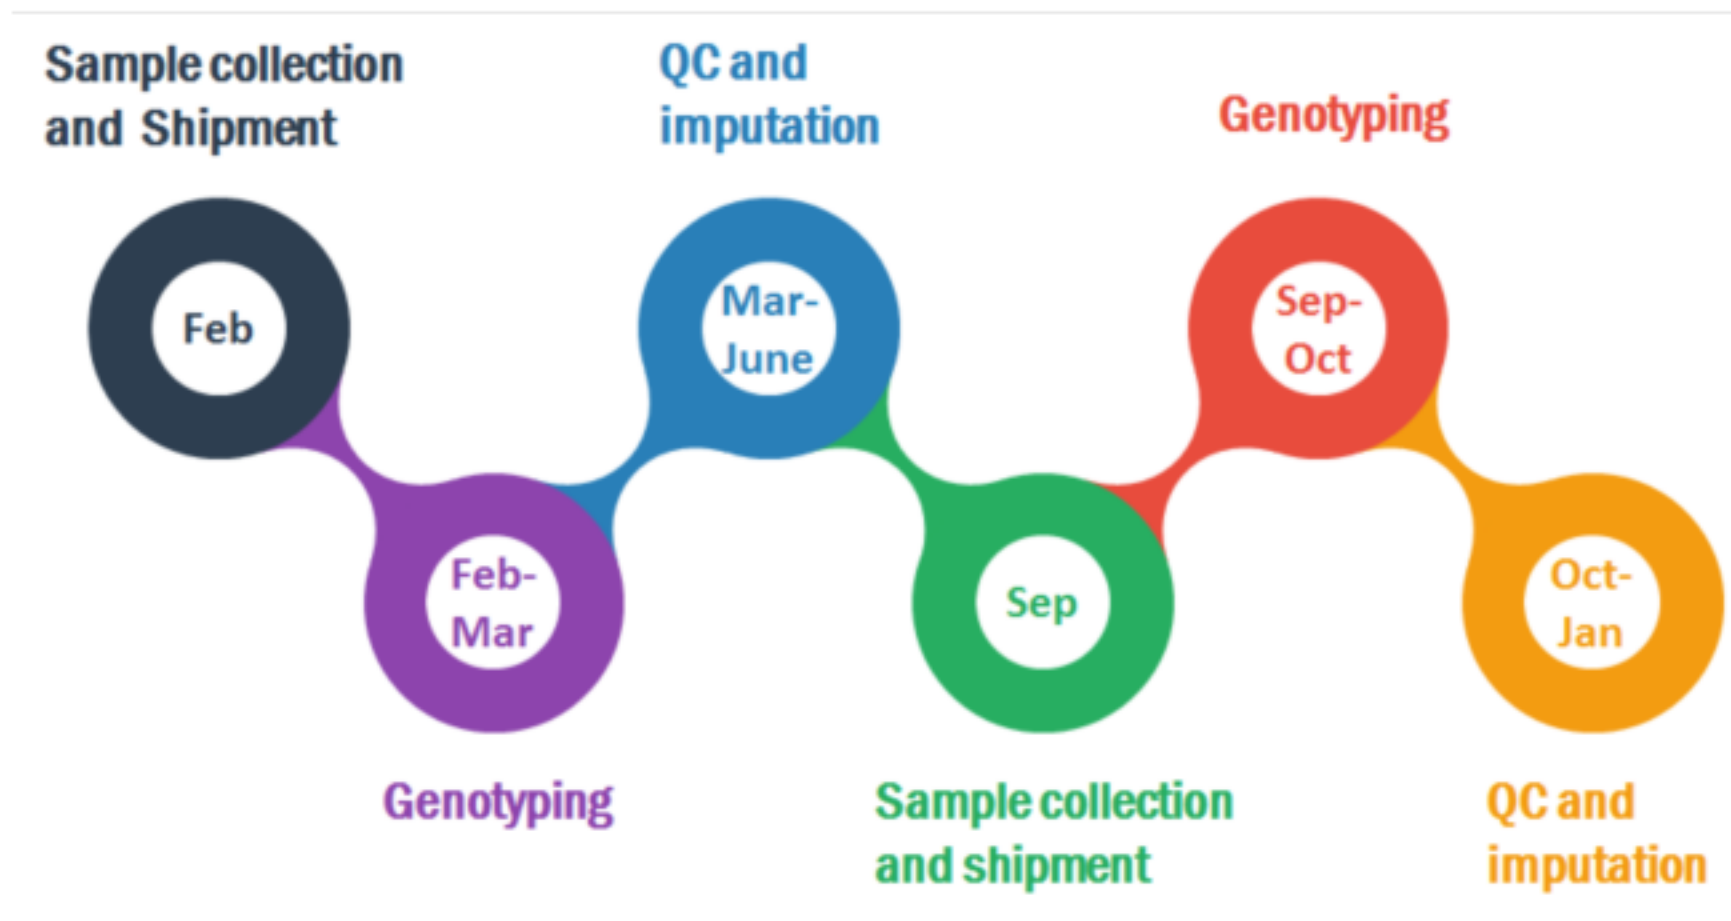 Sample collection
and Shipment
Feb
Feb-
Mar
Genotyping
QC and
imputation
Mar-
June
Sep
Sample collection
and shipment
Genotyping
Sep-
Oct
Oct-
Jan
QC and
imputation